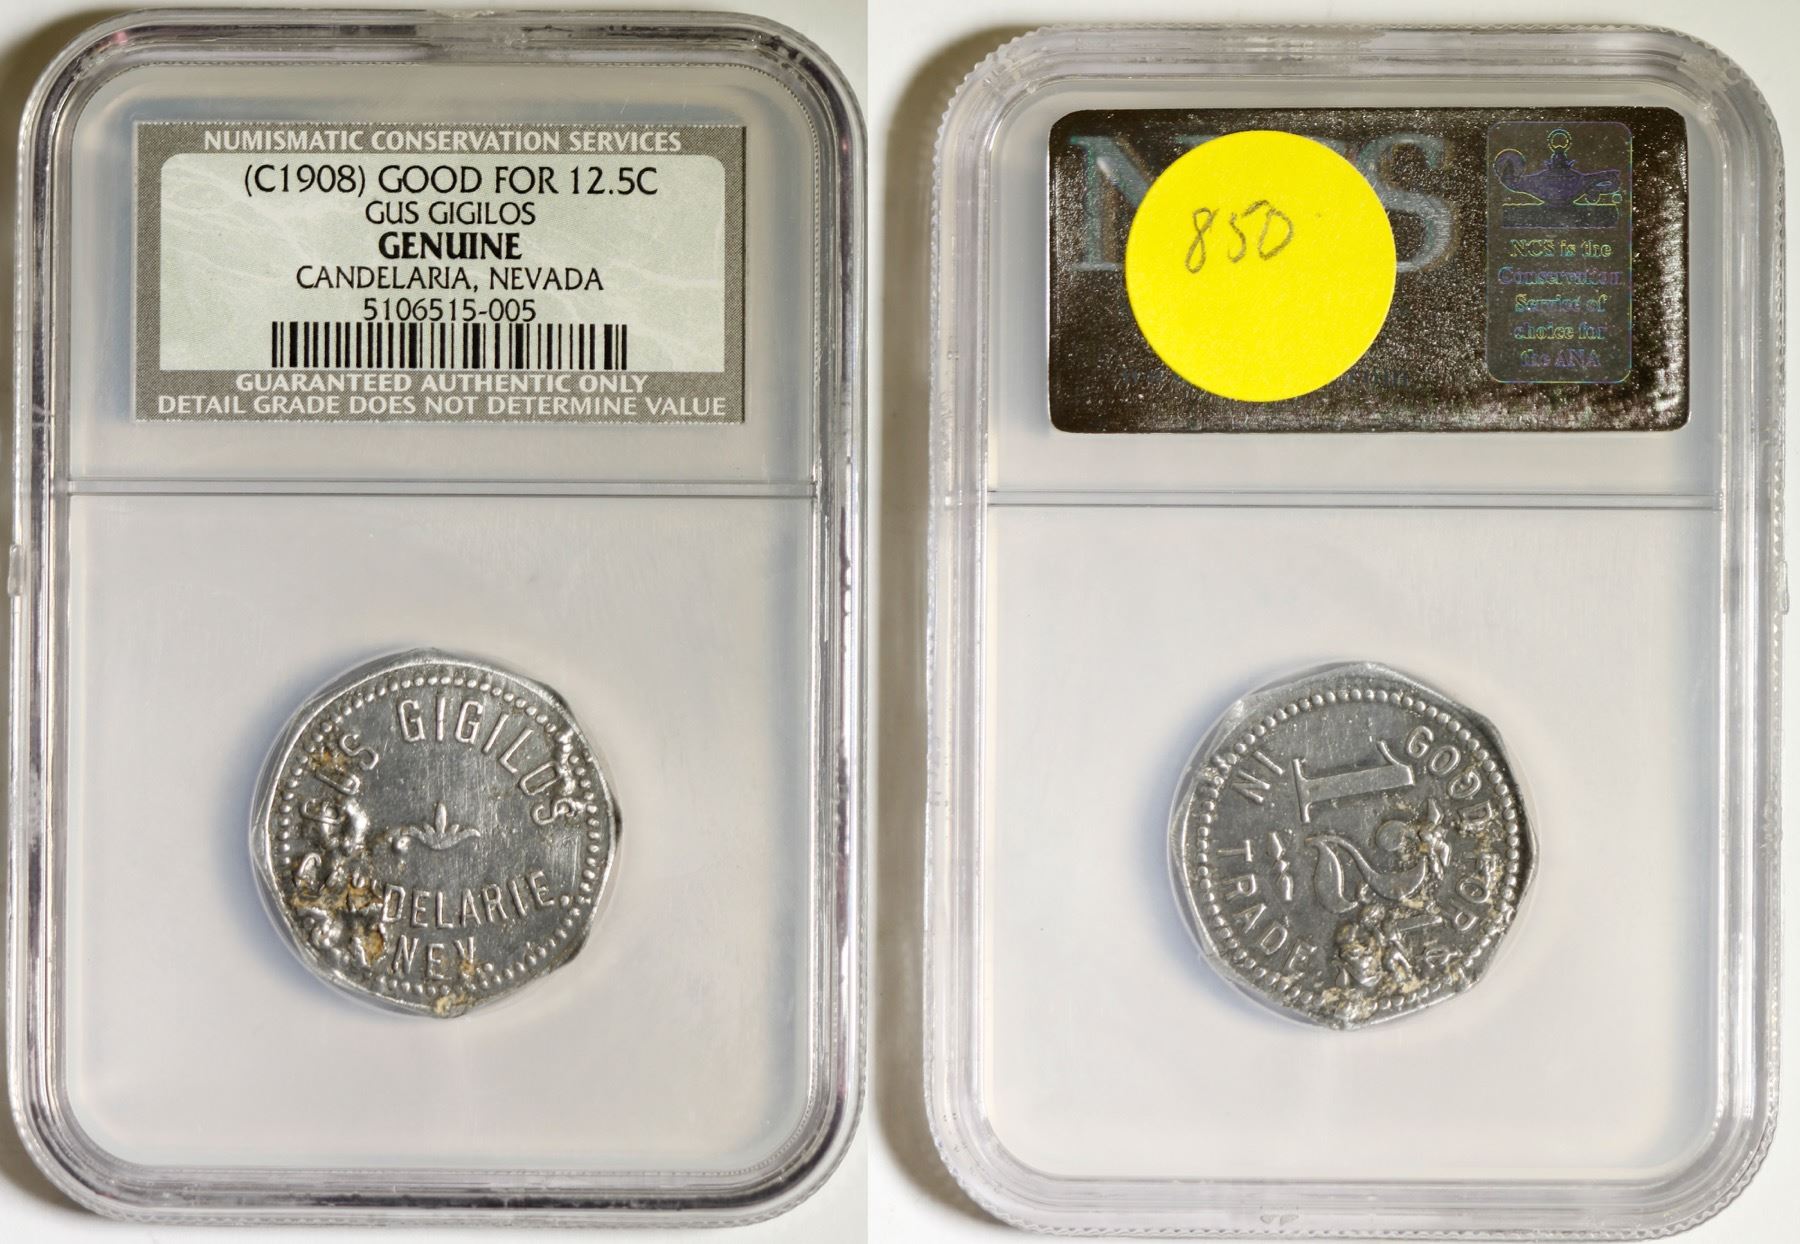 NUMISMATIC CONSERVATION SERVICES
(C1908) GOOD FOR 12.5C
GUS GIGILOS
GENUINE
CANDELARIA, NEVADA
5106515-005
GUARANTEED AUTHENTIC ONLY
DETAIL GRADE DOES NOT DETERMINE VALUE
GUS GIGILOS
DELARIE.
NEV.
850
NCS is the
Conservation
Service of
choice for
the ANA
GOOD FOR
12
IN
TRADE